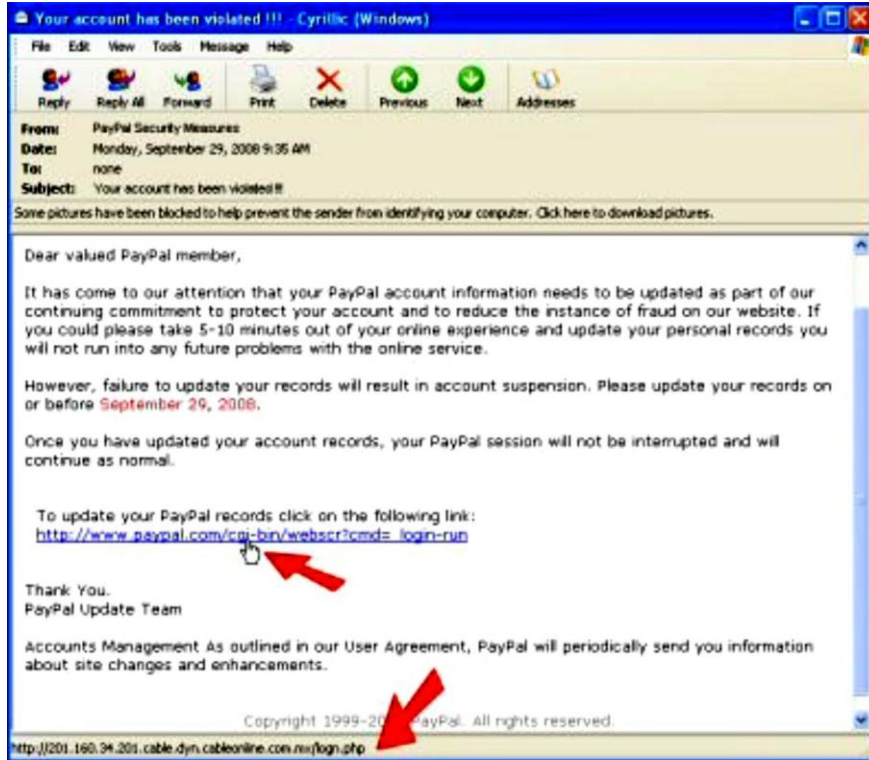 Your account has been violated !!! - Cyrillic (Windows)
File Edit View Tools Message Help
Reply Reply All Forward Print Delete Previous Next Addresses
From: PayPal Security Measures
Date: Monday, September 29, 2008 9:35 AM
To: none
Subject: Your account has been violated !!!
Some pictures have been blocked to help prevent the sender from identifying your computer. Click here to download pictures.
Dear valued PayPal member,
It has come to our attention that your PayPal account information needs to be updated as part of our
continuing commitment to protect your account and to reduce the instance of fraud on our website. If
you could please take 5-10 minutes out of your online experience and update your personal records you
will not run into any future problems with the online service.
However, failure to update your records will result in account suspension. Please update your records on
or before September 29, 2008.
Once you have updated your account records, your PayPal session will not be interrupted and will
continue as normal.
To update your PayPal records click on the following link:
http://www.paypal.com/cgi-bin/webscr?cmd=_login-run
Thank You.
PayPal Update Team
Accounts Management As outlined in our User Agreement, PayPal will periodically send you information
about site changes and enhancements.
Copyright 1999-20 PayPal. All rights reserved.
http://201.160.34.201.cable.dyn.cableonline.com.mx/logn.php